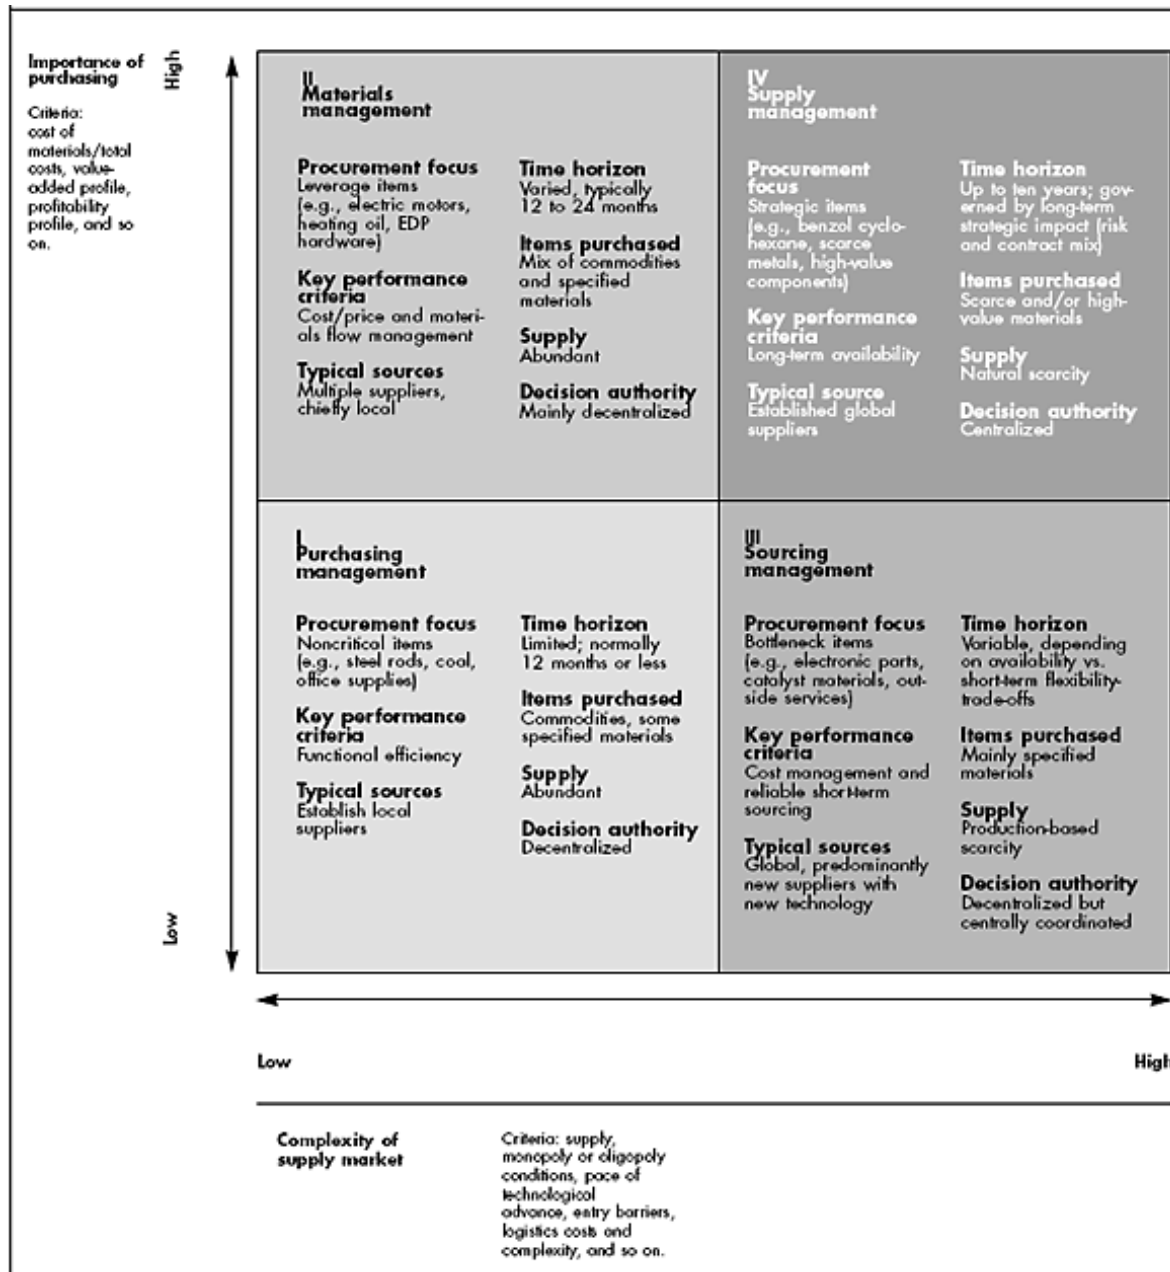 Importance of
purchasing
Criteria:
cost of
materials/total
costs, value-
added profile,
profitability
profile, and so
on.
High
Low
II
Materials
management
Procurement focus
Leverage items
(e.g., electric motors,
heating oil, EDP
hardware)
Key performance
criteria
Cost/price and materi-
als flow management
Typical sources
Multiple suppliers,
chiefly local
Time horizon
Varied, typically
12 to 24 months
Items purchased
Mix of commodities
and specified
materials
Supply
Abundant
Decision authority
Mainly decentralized
IV
Supply
management
Procurement
focus
Strategic items
(e.g., benzol cyclo-
hexane, scarce
metals, high-value
components)
Key performance
criteria
Long-term availability
Typical source
Established global
suppliers
Time horizon
Up to ten years; gov-
erned by long-term
strategic impact (risk
and contract mix)
Items purchased
Scarce and/or high-
value materials
Supply
Natural scarcity
Decision authority
Centralized
I
Purchasing
management
Procurement focus
Noncritical items
(e.g., steel rods, coal,
office supplies)
Key performance
criteria
Functional efficiency
Typical sources
Establish local
suppliers
Time horizon
Limited; normally
12 months or less
Items purchased
Commodities, some
specified materials
Supply
Abundant
Decision authority
Decentralized
III
Sourcing
management
Procurement focus
Bottleneck items
(e.g., electronic parts,
catalyst materials, out-
side services)
Key performance
criteria
Cost management and
reliable short-term
sourcing
Typical sources
Global, predominantly
new suppliers with
new technology
Time horizon
Variable, depending
on availability vs.
short-term flexibility-
trade-offs
Items purchased
Mainly specified
materials
Supply
Production-based
scarcity
Decision authority
Decentralized but
centrally coordinated
Low
High
Complexity of
supply market
Criteria: supply,
monopoly or oligopoly
conditions, pace of
technological
advance, entry barriers,
logistics costs and
complexity, and so on.